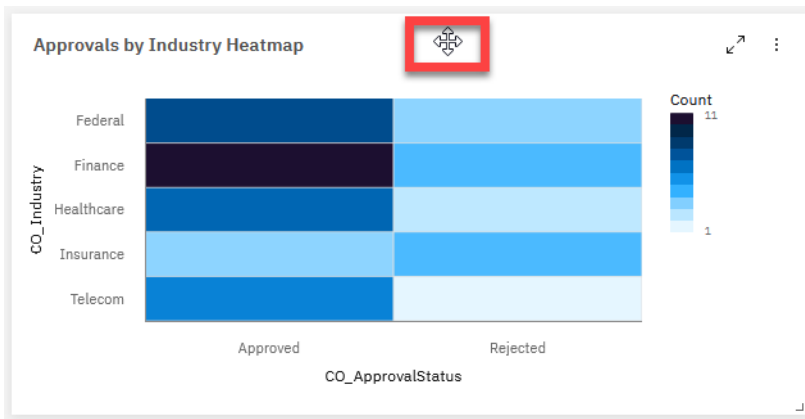 Approvals by Industry Heatmap
Count
11
1
CO_Industry
Federal
Finance
Healthcare
Insurance
Telecom
Approved
Rejected
CO_ApprovalStatus